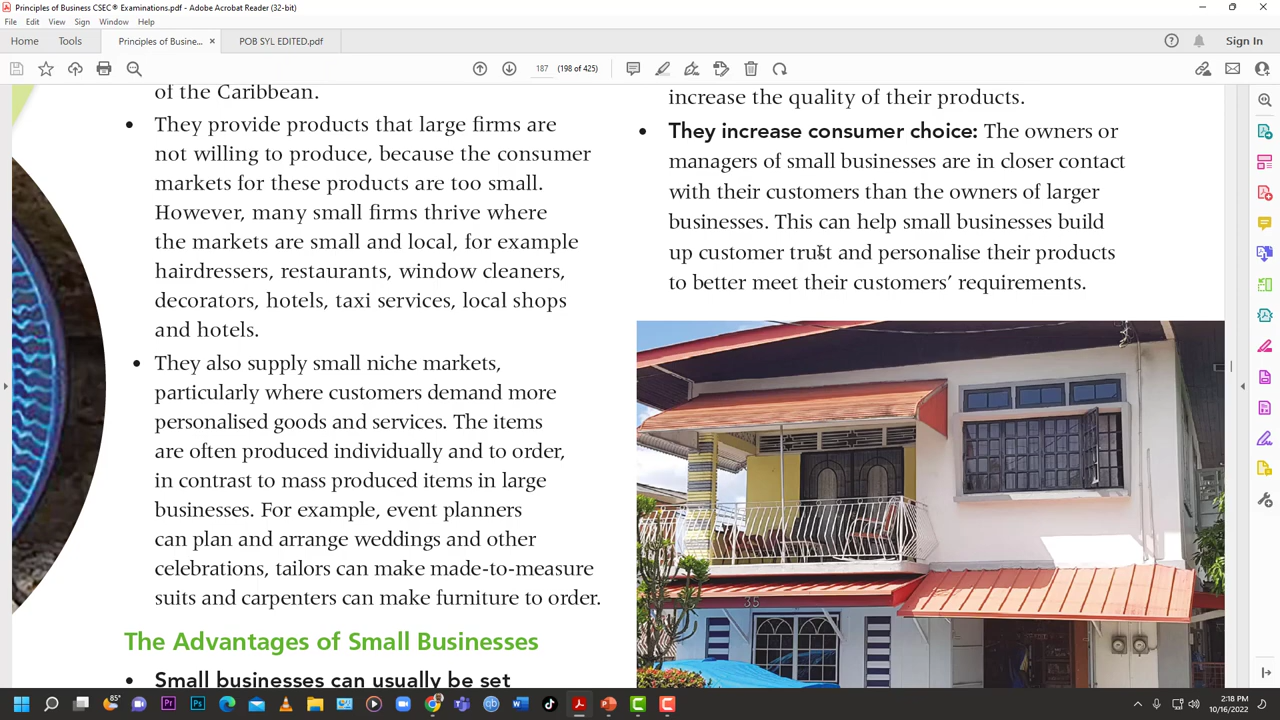 Principles of Business CSEC® Examinations.pdf - Adobe Acrobat Reader (32-bit)
File Edit View Sign Window Help
Home Tools Principles of Busine... × POB SYL EDITED.pdf Sign In
187 (198 of 425)
of the Caribbean.
• They provide products that large firms are
not willing to produce, because the consumer
markets for these products are too small.
However, many small firms thrive where
the markets are small and local, for example
hairdressers, restaurants, window cleaners,
decorators, hotels, taxi services, local shops
and hotels.
• They also supply small niche markets,
particularly where customers demand more
personalised goods and services. The items
are often produced individually and to order,
in contrast to mass produced items in large
businesses. For example, event planners
can plan and arrange weddings and other
celebrations, tailors can make made-to-measure
suits and carpenters can make furniture to order.
The Advantages of Small Businesses
• Small businesses can usually be set
increase the quality of their products.
• They increase consumer choice: The owners or
managers of small businesses are in closer contact
with their customers than the owners of larger
businesses. This can help small businesses build
up customer trust and personalise their products
to better meet their customers' requirements.
35
85°
2:18 PM
10/16/2022